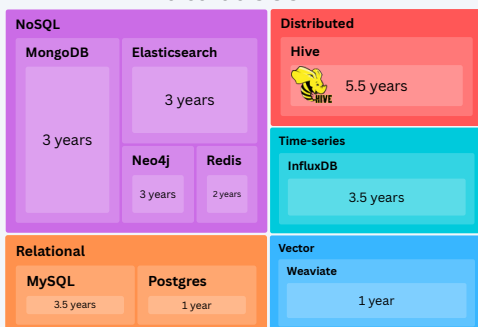 NoSQL
MongoDB
3 years
Elasticsearch
3 years
Neo4j
3 years
Redis
2 years
Distributed
Hive
HIVE
5.5 years
Time-series
InfluxDB
3.5 years
Relational
MySQL
3.5 years
Postgres
1 year
Vector
Weaviate
1 year